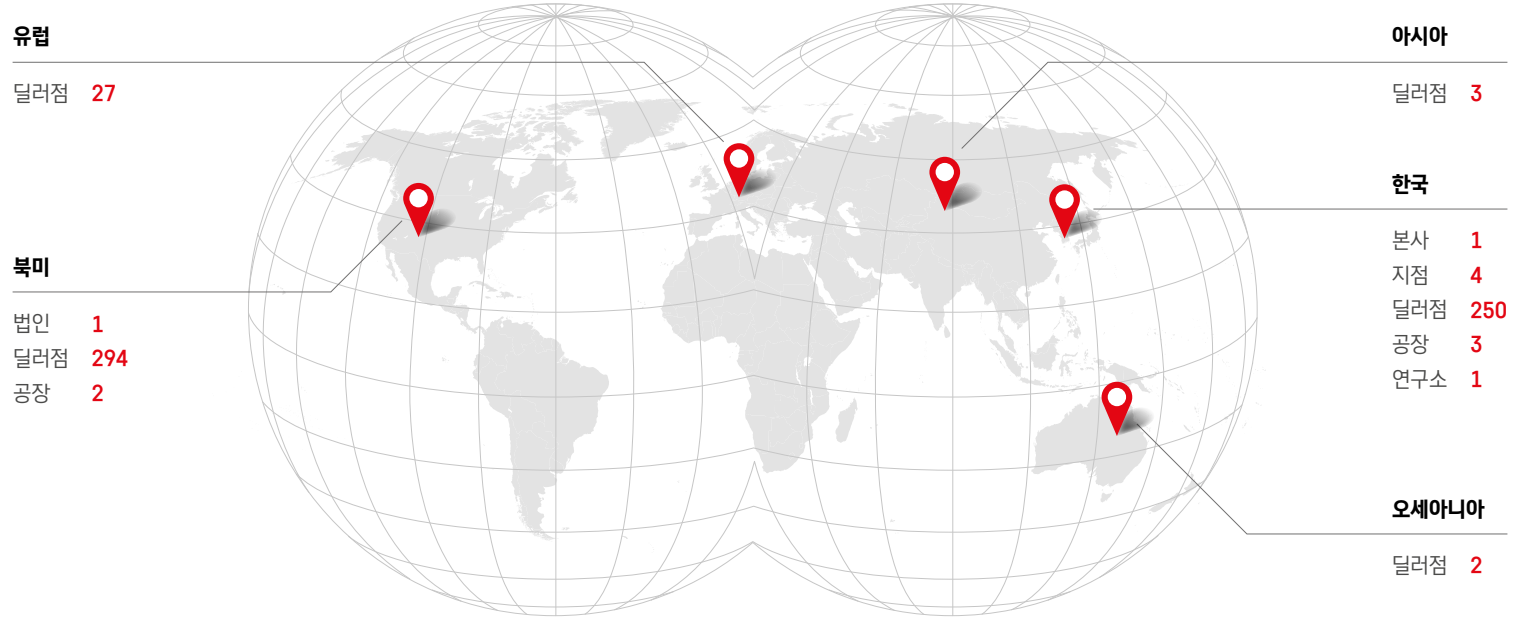 유럽
딜러점 27
북미
법인 1
딜러점 294
공장 2
아시아
딜러점 3
한국
본사 1
지점 4
딜러점 250
공장 3
연구소 1
오세아니아
딜러점 2